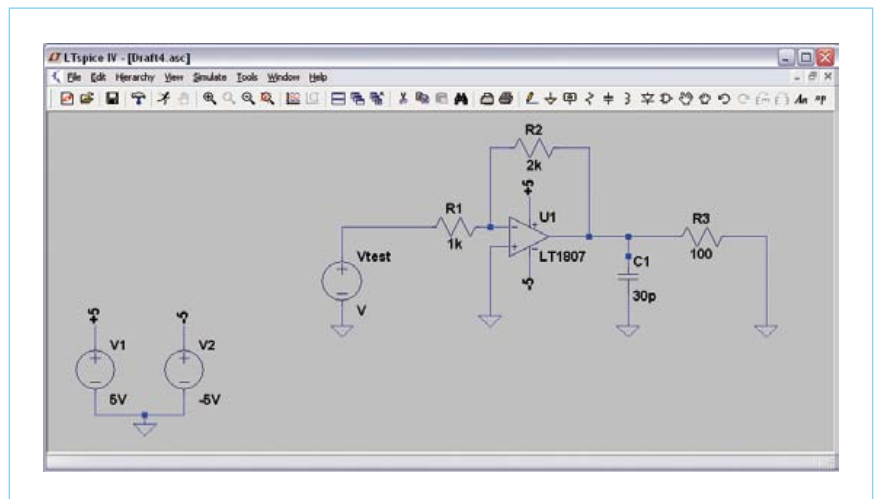 LTspice IV - [Draft4.asc]
File Edit Hierarchy View Simulate Tools Window Help
R2
2k
+5
R1
1k
U1
LT1807
-5
R3
100
C1
30p
Vtest
V
+5
-5
V1
5V
V2
-5V